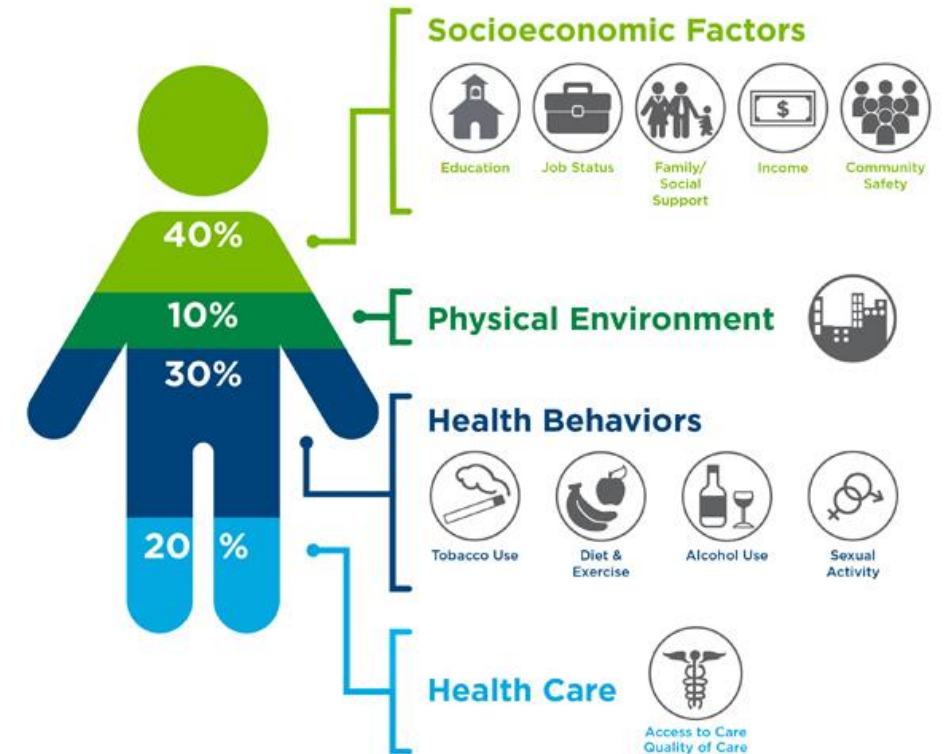 Socioeconomic Factors
$
Education
Job Status
Family/
Social
Support
Income
Community
Safety
40%
10%
Physical Environment
30%
Health Behaviors
Tobacco Use
Diet &
Exercise
Alcohol Use
Sexual
Activity
20 %
Health Care
Access to Care
Quality of Care